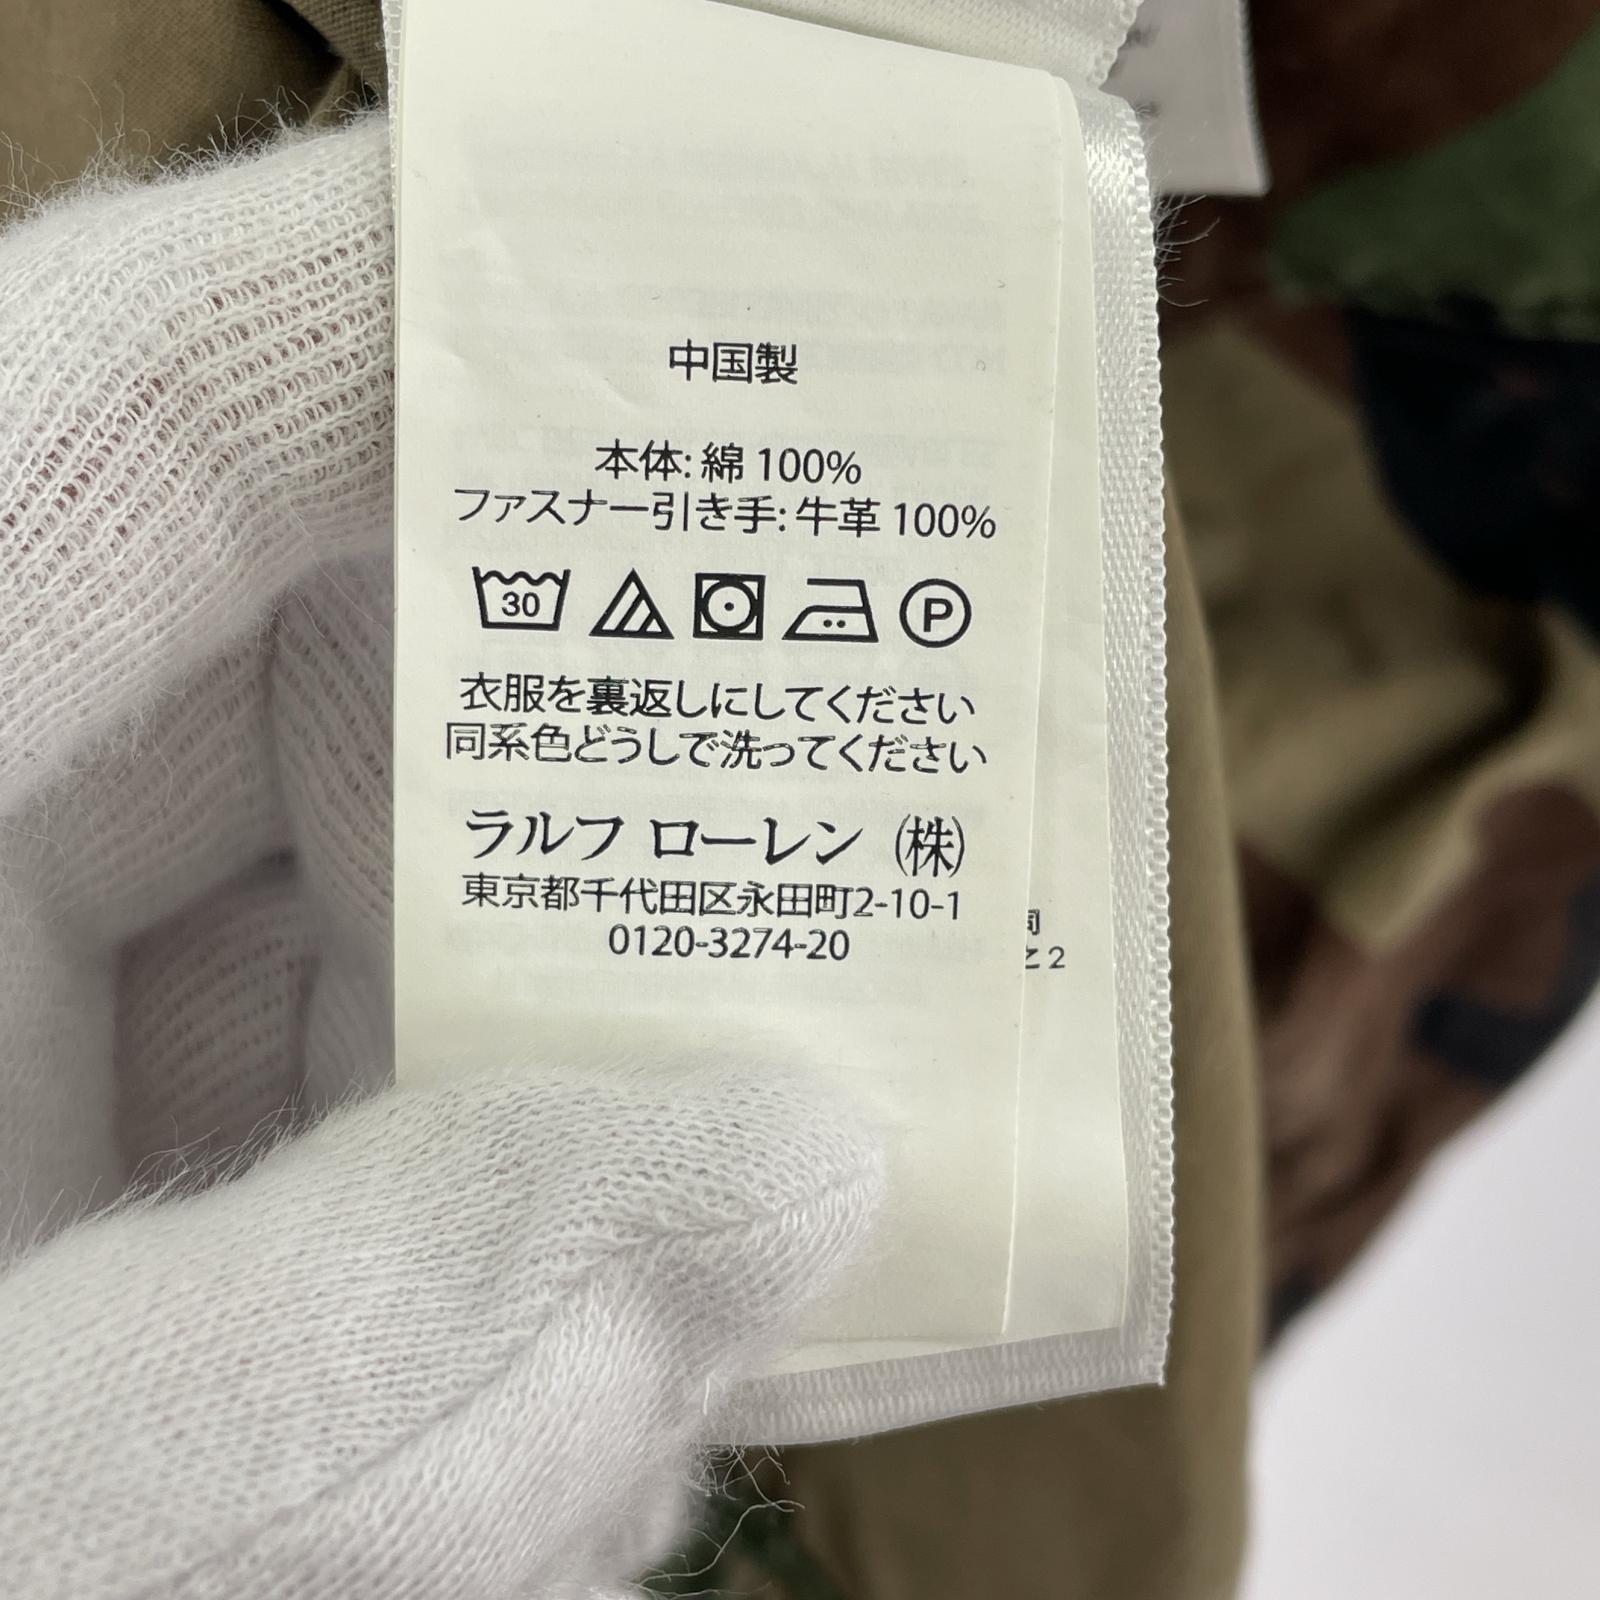 中国製
本体: 綿 100%
ファスナー引き手: 牛革 100%
30 P
衣服を裏返しにしてください
同系色どうしで洗ってください
ラルフ ローレン (株)
東京都千代田区永田町2-10-1
0120-3274-20
司
2